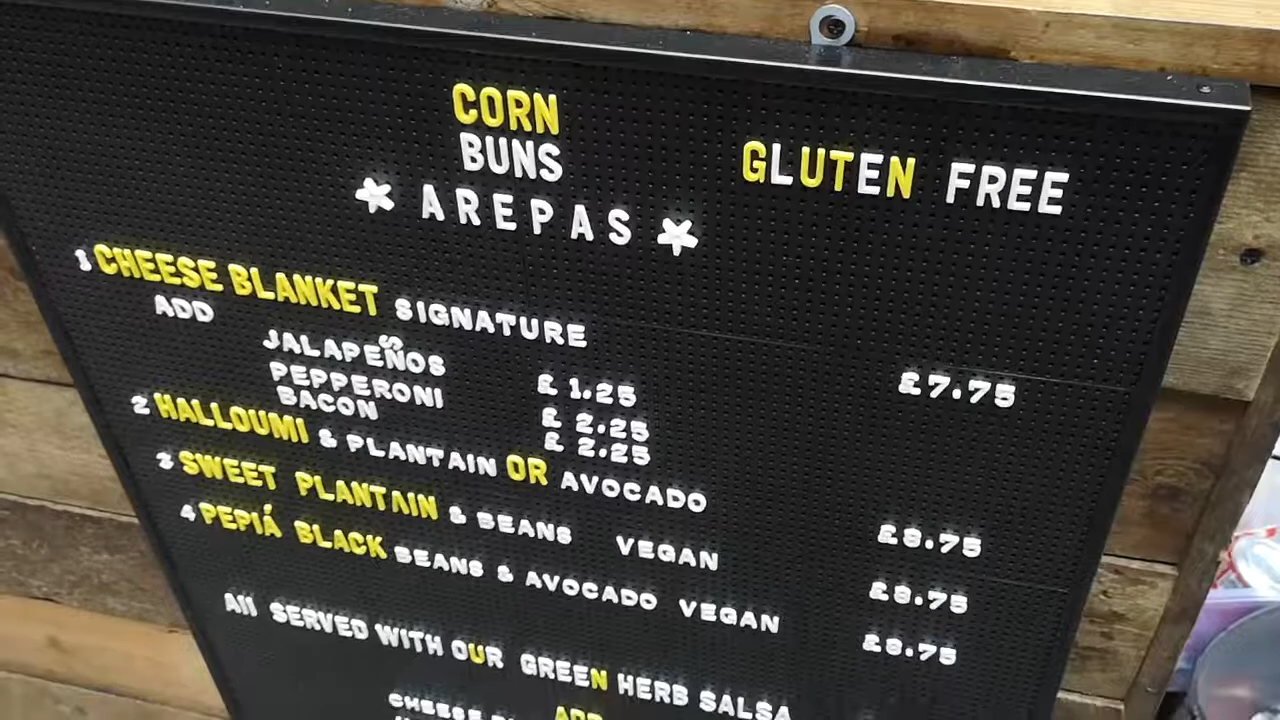 CORN
BUNS
GLUTEN FREE
AREPAS
1 CHEESE BLANKET SIGNATURE £7.75
ADD
JALAPEÑOS £1.25
PEPPERONI £2.25
BACON £2.25
2 HALLOUMI & PLANTAIN OR AVOCADO £8.75
3 SWEET PLANTAIN & BEANS VEGAN £8.75
4 PEPIÁ BLACK BEANS & AVOCADO VEGAN £8.75
All SERVED WITH OUR GREEN HERB SALSA
ADD
CHEESE